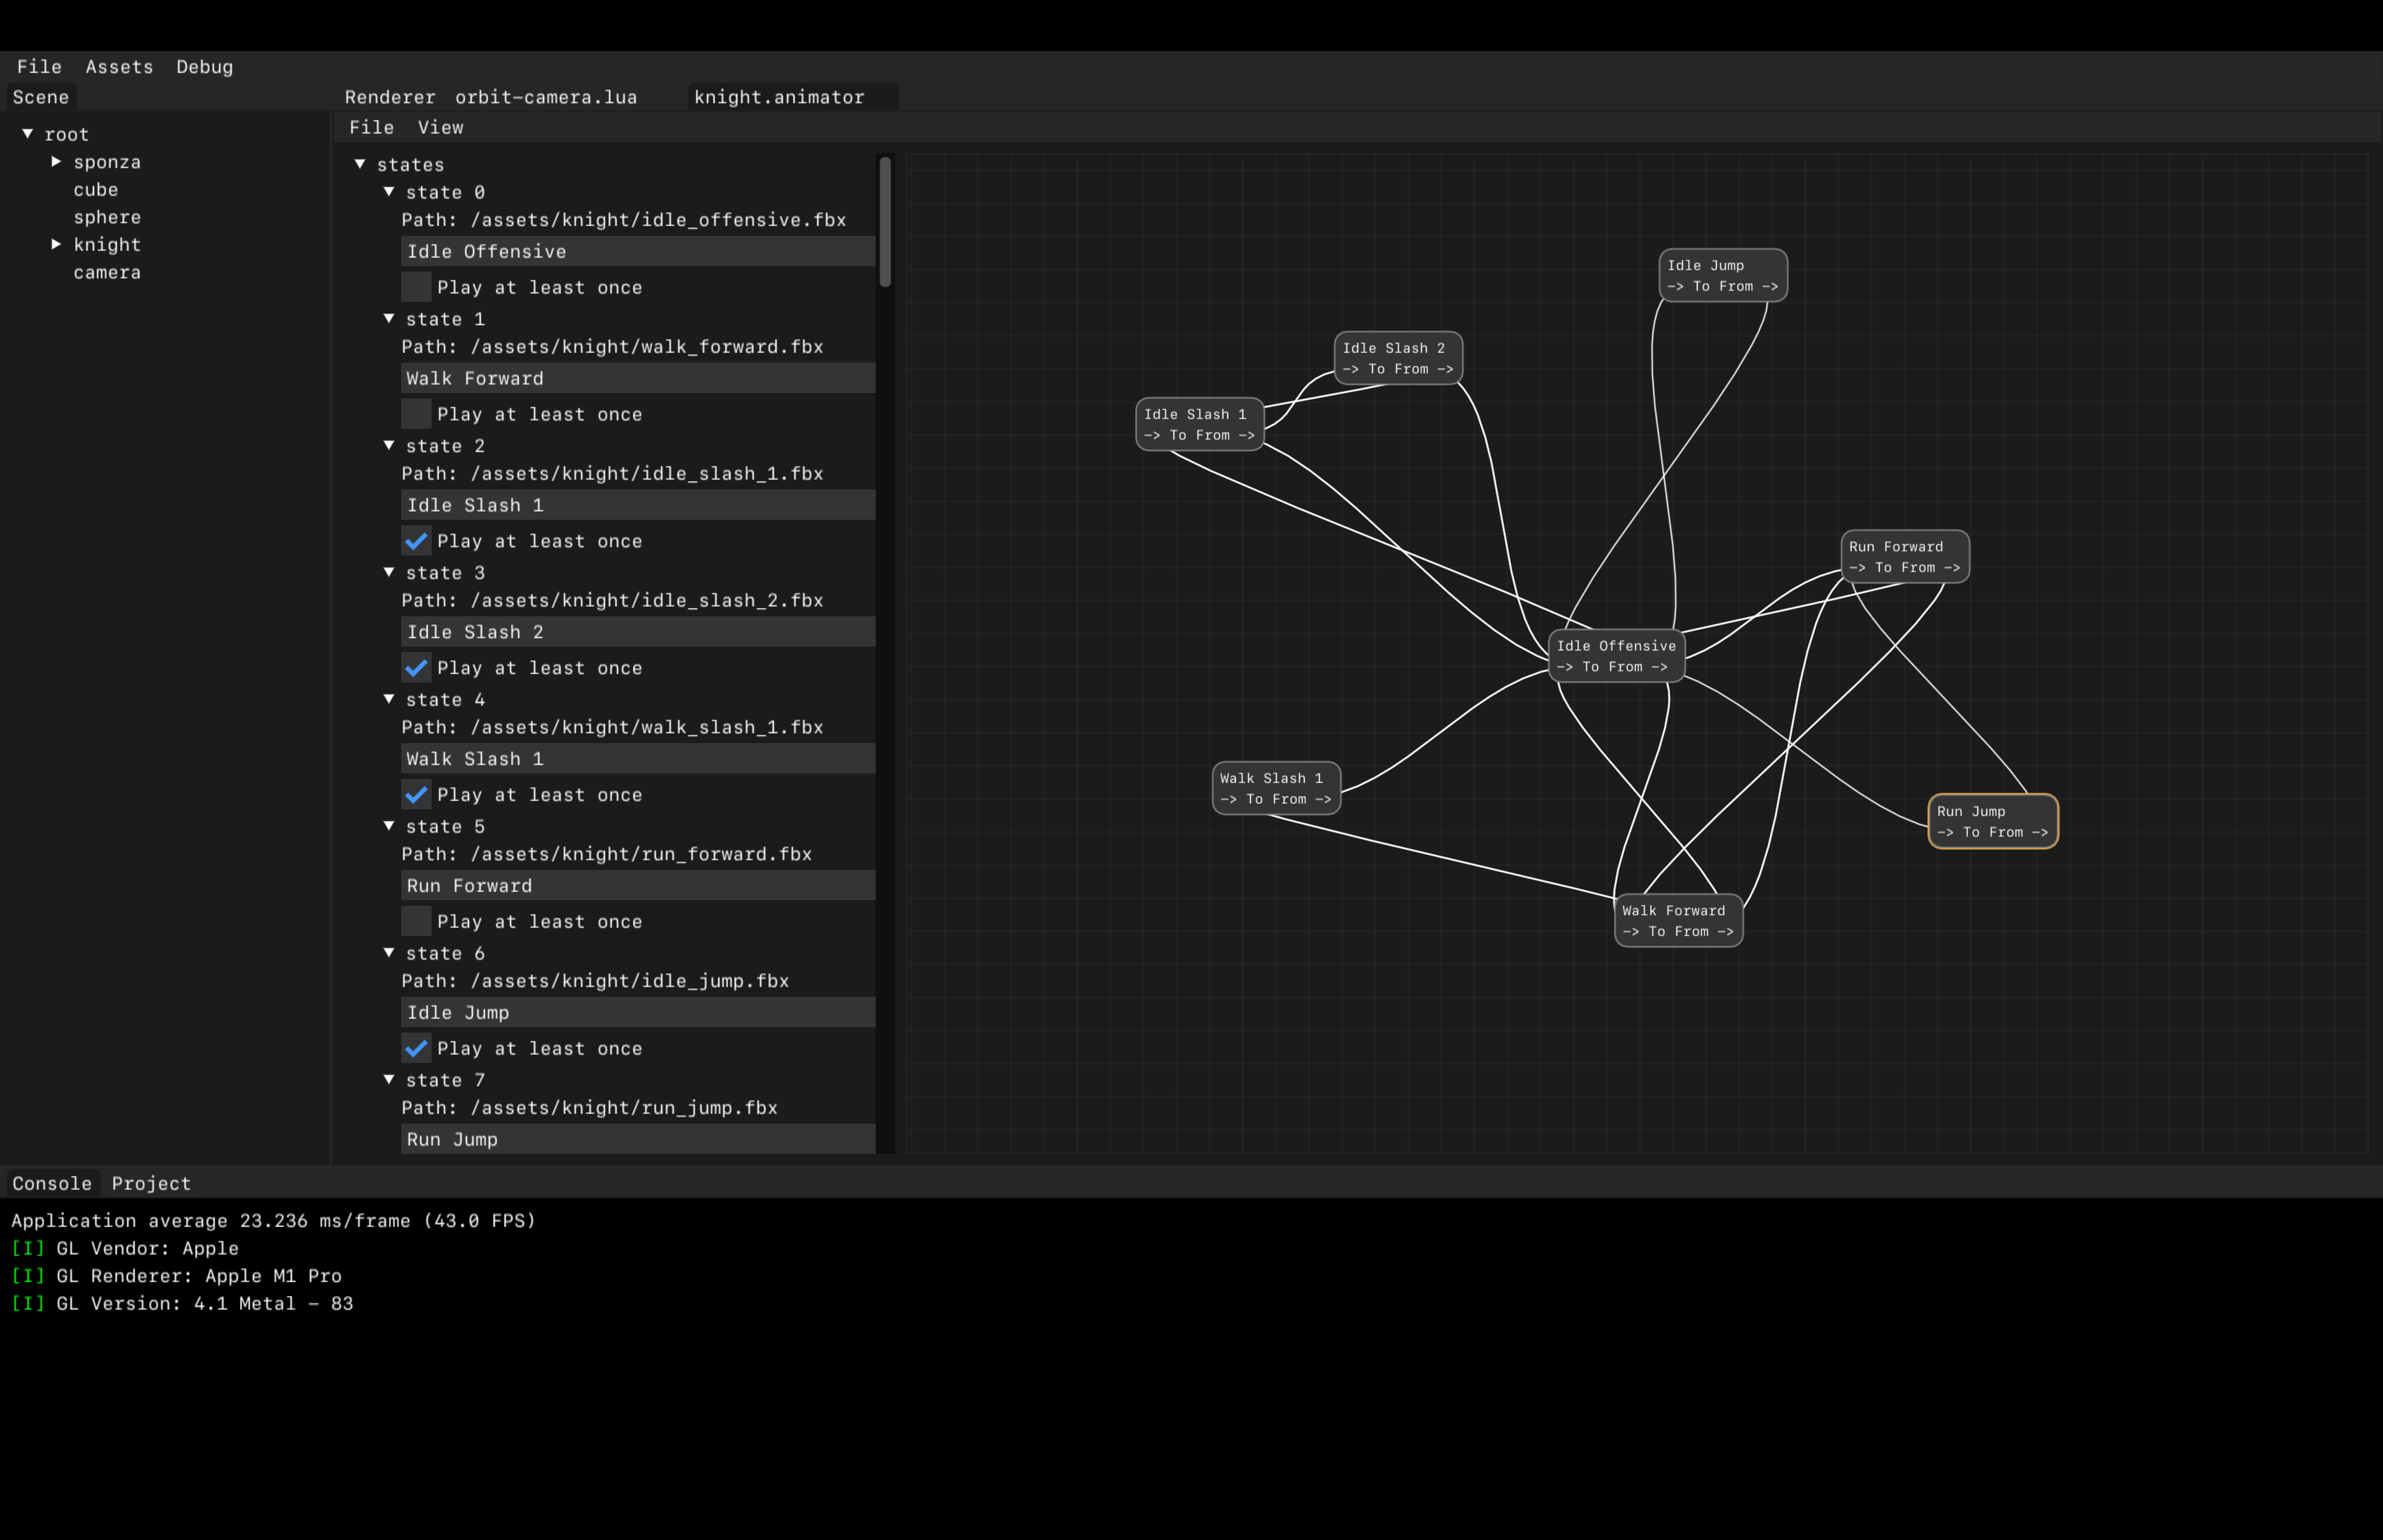 File Assets Debug
Scene
Renderer orbit-camera.lua knight.animator
File View
root
sponza
cube
sphere
knight
camera
states
state 0
Path: /assets/knight/idle_offensive.fbx
Idle Offensive
Play at least once
state 1
Path: /assets/knight/walk_forward.fbx
Walk Forward
Play at least once
state 2
Path: /assets/knight/idle_slash_1.fbx
Idle Slash 1
Play at least once
state 3
Path: /assets/knight/idle_slash_2.fbx
Idle Slash 2
Play at least once
state 4
Path: /assets/knight/walk_slash_1.fbx
Walk Slash 1
Play at least once
state 5
Path: /assets/knight/run_forward.fbx
Run Forward
Play at least once
state 6
Path: /assets/knight/idle_jump.fbx
Idle Jump
Play at least once
state 7
Path: /assets/knight/run_jump.fbx
Run Jump
Idle Jump
-> To From ->
Idle Slash 2
-> To From ->
Idle Slash 1
-> To From ->
Run Forward
-> To From ->
Idle Offensive
-> To From ->
Walk Slash 1
-> To From ->
Run Jump
-> To From ->
Walk Forward
-> To From ->
Console Project
Application average 23.236 ms/frame (43.0 FPS)
[I] GL Vendor: Apple
[I] GL Renderer: Apple M1 Pro
[I] GL Version: 4.1 Metal - 83